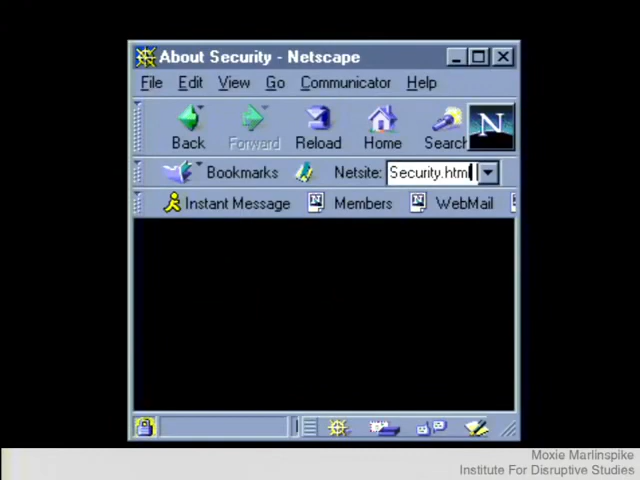 About Security - Netscape
File Edit View Go Communicator Help
Back Forward Reload Home Search N
Bookmarks Netsite: Security.html
Instant Message N Members N WebMail
Moxie Marlinspike
Institute For Disruptive Studies